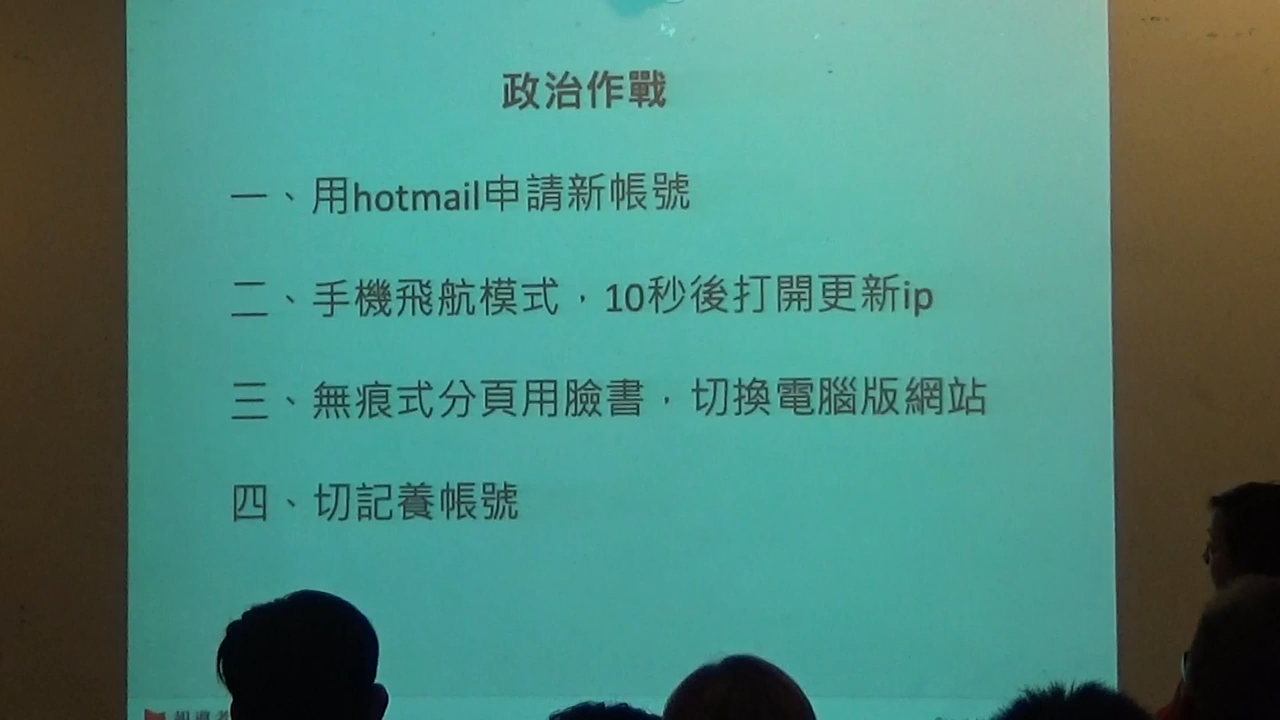 政治作戰
一、用hotmail申請新帳號
二、手機飛航模式，10秒後打開更新ip
三、無痕式分頁用臉書，切換電腦版網站
四、切記養帳號
報導者